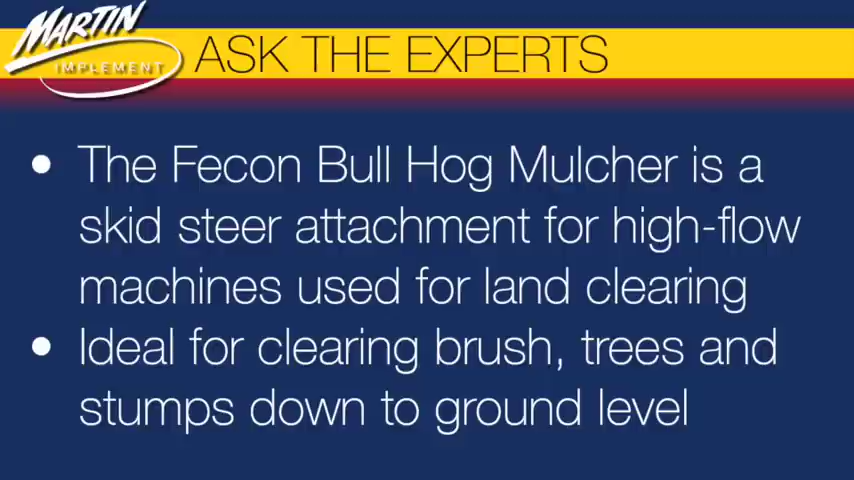 MARTIN
IMPLEMENT
ASK THE EXPERTS
• The Fecon Bull Hog Mulcher is a
skid steer attachment for high-flow
machines used for land clearing
• Ideal for clearing brush, trees and
stumps down to ground level